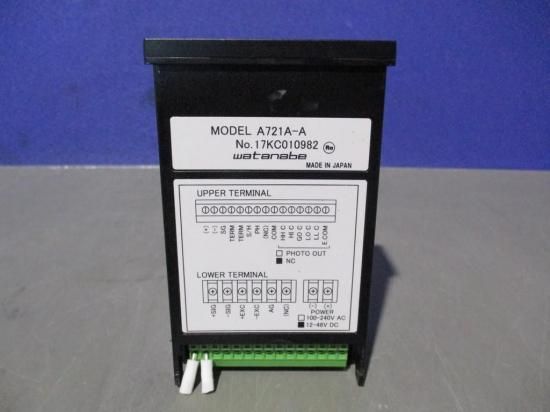 MODEL A721A-A
No.17KC010982 Re
watanabe
MADE IN JAPAN
UPPER TERMINAL
(+) (-) SIG TERM TERM S/H PH (NC) COM HH C HI C GO C LO C LL C E.COM
□ PHOTO OUT
■ NC
LOWER TERMINAL
+SIG -SIG +EXC -EXC AG (NC) (-) (+)
POWER
□ 100-240V AC
■ 12-48V DC